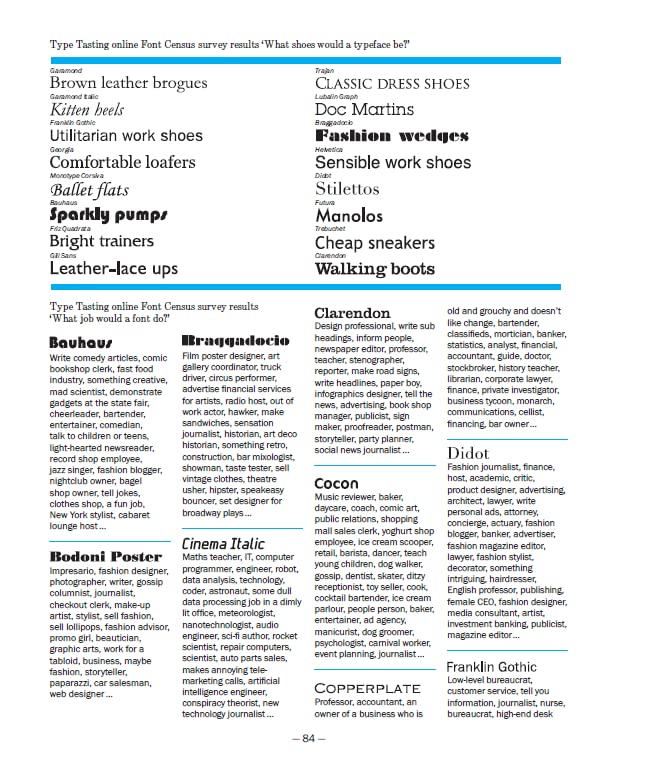 Type Tasting online Font Census survey results ‘What shoes would a typeface be?’
Garamond
Brown leather brogues
Garamond Italic
Kitten heels
Franklin Gothic
Utilitarian work shoes
Georgia
Comfortable loafers
Monotype Corsiva
Ballet flats
Bauhaus
Sparkly pumps
Friz Quadrata
Bright trainers
Gill Sans
Leather-lace ups
Trajan
CLASSIC DRESS SHOES
Lubalin Graph
Doc Martins
Braggadocio
Fashion wedges
Helvetica
Sensible work shoes
Didot
Stilettos
Futura
Manolos
Trebuchet
Cheap sneakers
Clarendon
Walking boots
Type Tasting online Font Census survey results
‘What job would a font do?’
Bauhaus
Write comedy articles, comic
bookshop clerk, fast food
industry, something creative,
mad scientist, demonstrate
gadgets at the state fair,
cheerleader, bartender,
entertainer, comedian,
talk to children or teens,
light-hearted newsreader,
record shop employee,
jazz singer, fashion blogger,
nightclub owner, bagel
shop owner, tell jokes,
clothes shop, a fun job,
New York stylist, cabaret
lounge host ...
Bodoni Poster
Impresario, fashion designer,
photographer, writer, gossip
columnist, journalist,
checkout clerk, make-up
artist, stylist, sell fashion,
sell lollipops, fashion advisor,
promo girl, beautician,
graphic arts, work for a
tabloid, business, maybe
fashion, storyteller,
paparazzi, car salesman,
web designer ...
Braggadocio
Film poster designer, art
gallery coordinator, truck
driver, circus performer,
advertise financial services
for artists, radio host, out of
work actor, hawker, make
sandwiches, sensation
journalist, historian, art deco
historian, something retro,
construction, bar mixologist,
showman, taste tester, sell
vintage clothes, theatre
usher, hipster, speakeasy
bouncer, set designer for
broadway plays ...
Cinema Italic
Maths teacher, IT, computer
programmer, engineer, robot,
data analysis, technology,
coder, astronaut, some dull
data processing job in a dimly
lit office, meteorologist,
nanotechnologist, audio
engineer, sci-fi author, rocket
scientist, repair computers,
scientist, auto parts sales,
makes annoying tele-
marketing calls, artificial
intelligence engineer,
conspiracy theorist, new
technology journalist ...
Clarendon
Design professional, write sub
headings, inform people,
newspaper editor, professor,
teacher, stenographer,
reporter, make road signs,
write headlines, paper boy,
infographics designer, tell the
news, advertising, book shop
manager, publicist, sign
maker, proofreader, postman,
storyteller, party planner,
social news journalist ...
Cocon
Music reviewer, baker,
daycare, coach, comic art,
public relations, shopping
mall sales clerk, yoghurt shop
employee, ice cream scooper,
retail, barista, dancer, teach
young children, dog walker,
gossip, dentist, skater, ditzy
receptionist, toy seller, cook,
cocktail bartender, ice cream
parlour, people person, baker,
entertainer, ad agency,
manicurist, dog groomer,
psychologist, carnival worker,
event planning, journalist ...
COPPERPLATE
Professor, accountant, an
owner of a business who is
old and grouchy and doesn’t
like change, bartender,
classifieds, mortician, banker,
statistics, analyst, financial,
accountant, guide, doctor,
stockbroker, history teacher,
librarian, corporate lawyer,
finance, private investigator,
business tycoon, monarch,
communications, cellist,
financing, bar owner ...
Didot
Fashion journalist, finance,
host, academic, critic,
product designer, advertising,
architect, lawyer, write
personal ads, attorney,
concierge, actuary, fashion
blogger, banker, advertiser,
fashion magazine editor,
lawyer, fashion stylist,
decorator, something
intriguing, hairdresser,
English professor, publishing,
female CEO, fashion designer,
media consultant, artist,
investment banking, publicist,
magazine editor ...
Franklin Gothic
Low-level bureaucrat,
customer service, tell you
information, journalist, nurse,
bureaucrat, high-end desk
— 84 —